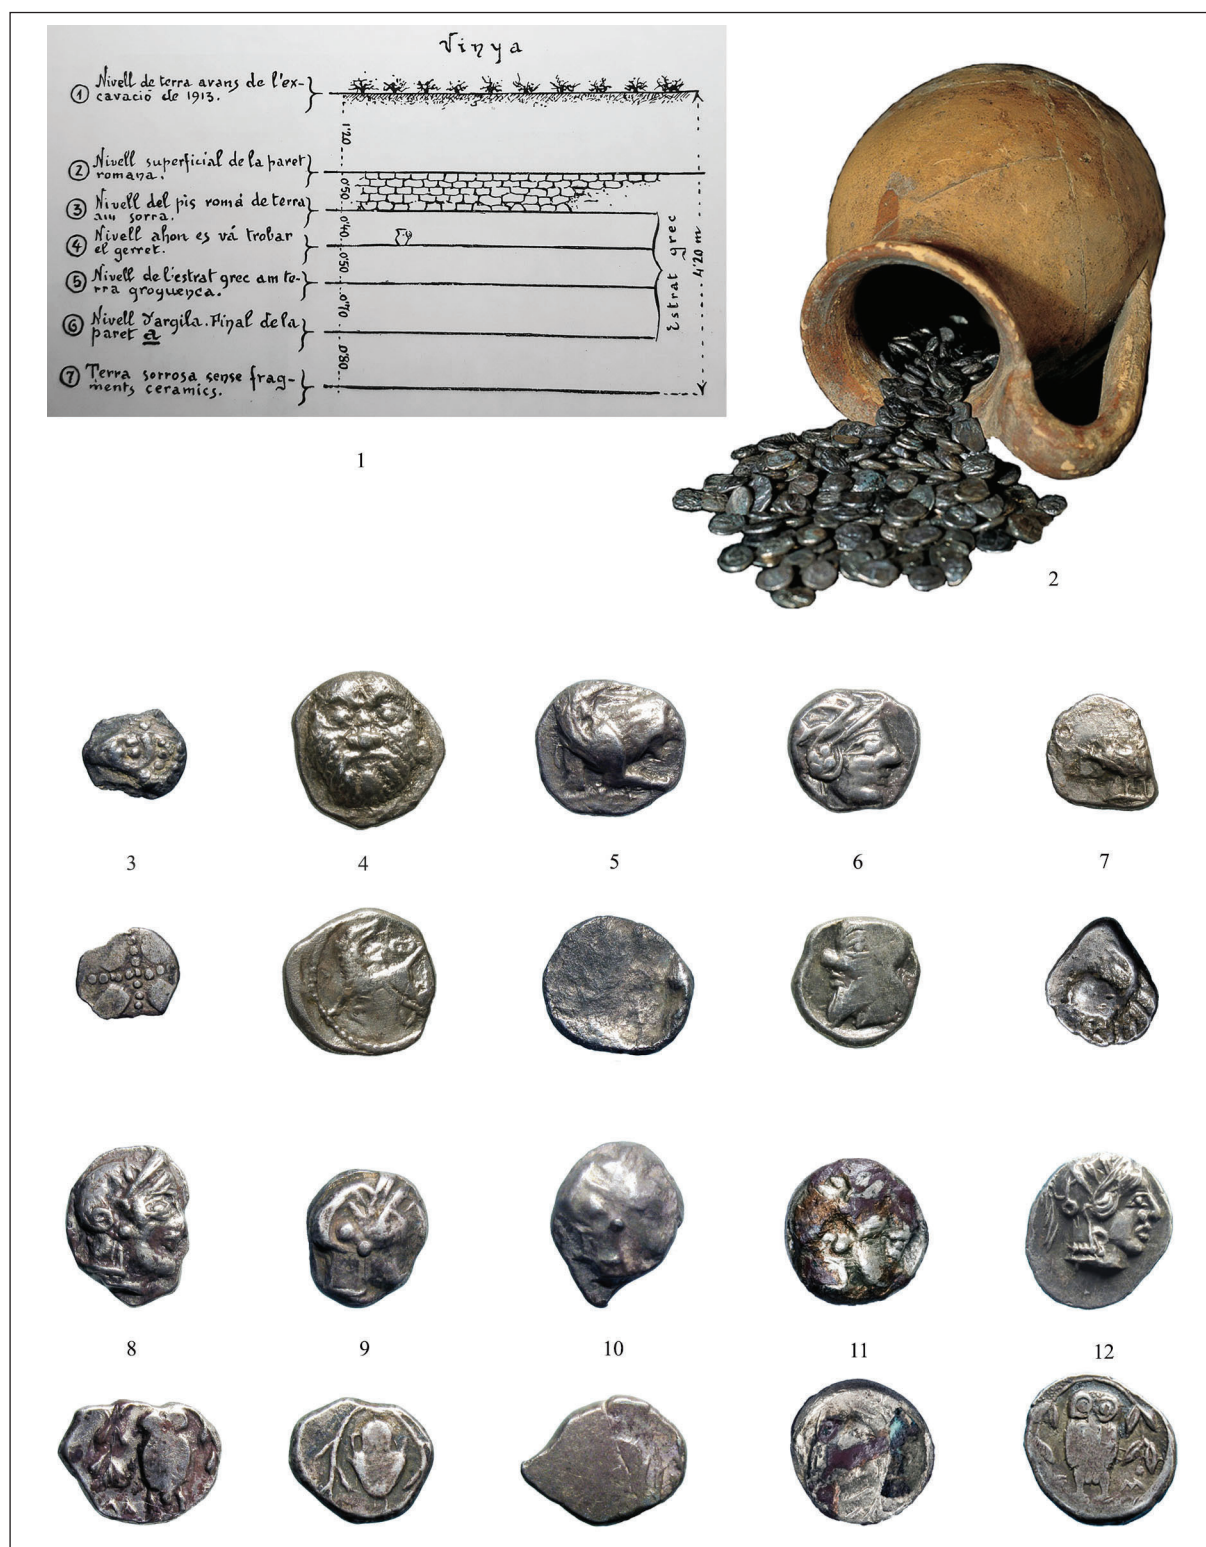 Vinya
① Nivell de terra avans de l'ex-
cavació de 1913.
② Nivell superficial de la paret
romana.
③ Nivell del pis romá de terra
am sorra.
④ Nivell ahon es vá trobar
el gerret.
⑤ Nivell de l'estrat grec am te-
rra groguenca.
⑥ Nivell d'argila. Final de la
paret a
⑦ Terra sorrosa sense frag-
ments ceramics.
1'20
0'50
0'40
0'50
0'70
0'80
Estrat grec
4'20 m
1
2
3 4 5 6 7
8 9 10 11 12